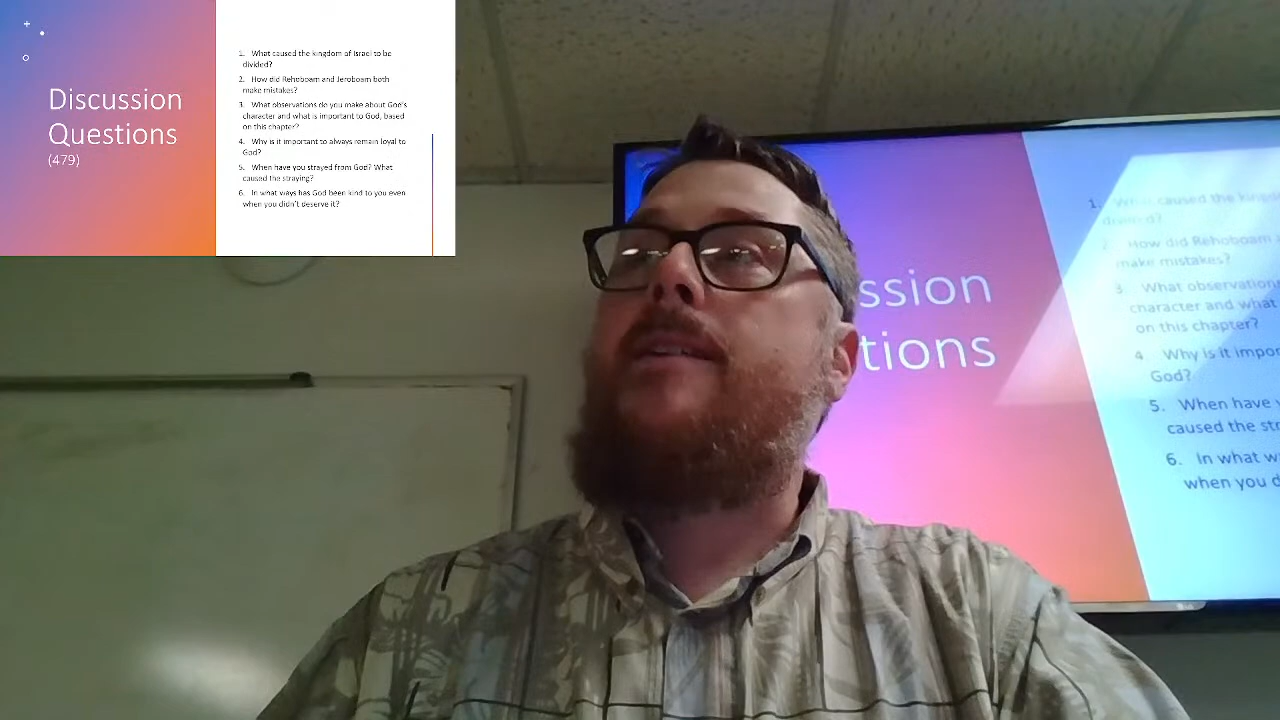 Discussion
Questions
(479)
1. What caused the kingdom of Israel to be
divided?
2. How did Rehoboam and Jeroboam both
make mistakes?
3. What observations do you make about God's
character and what is important to God, based
on this chapter?
4. Why is it important to always remain loyal to
God?
5. When have you strayed from God? What
caused the straying?
6. In what ways has God been kind to you even
when you didn't deserve it?
ssion
tions
1. What caused the kingd
2. How did Rehoboam
make mistakes?
3. What observation
character and what
on this chapter?
4 Why is it impor
God?
5. When have
caused the str
6. In what w
when you d